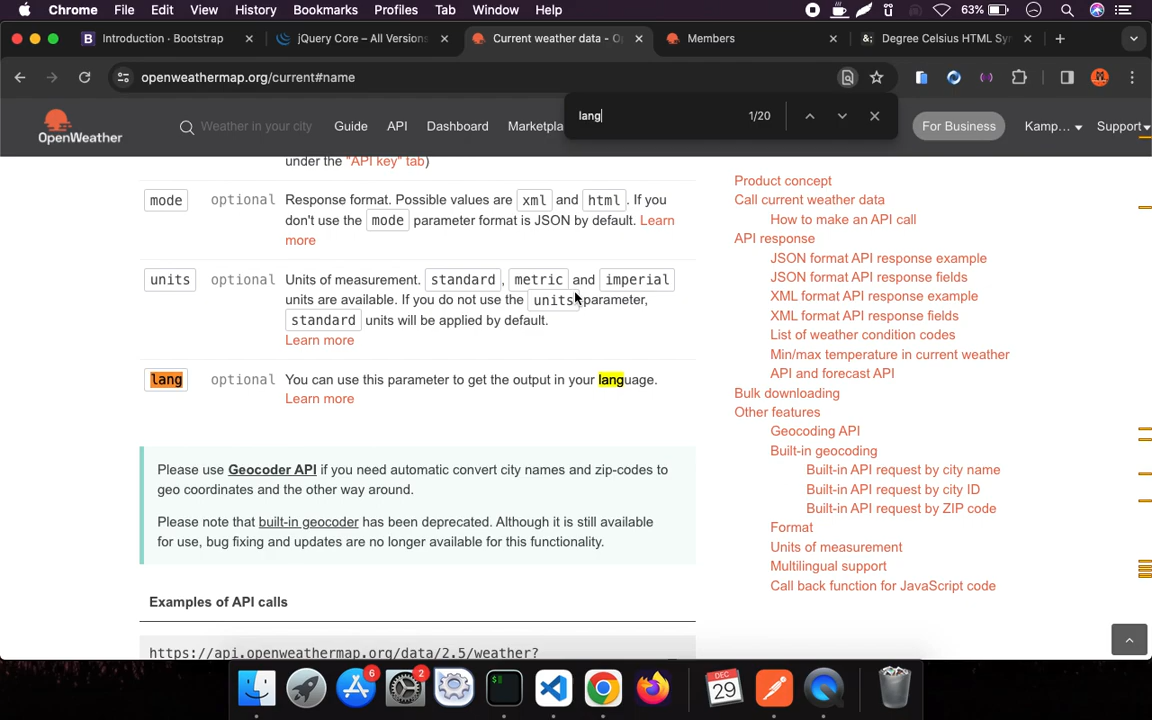 Chrome File Edit View History Bookmarks Profiles Tab Window Help 63%
B Introduction · Bootstrap
jQuery Core – All Versions
Current weather data - O
Members
&; Degree Celsius HTML Sy
openweathermap.org/current#name
lang 1/20
OpenWeather
Weather in your city Guide API Dashboard Marketpla For Business Kamp... Support
under the "API key" tab)
mode optional Response format. Possible values are xml and html. If you
don't use the mode parameter format is JSON by default. Learn
more
units optional Units of measurement. standard, metric and imperial
units are available. If you do not use the units parameter,
standard units will be applied by default.
Learn more
lang optional You can use this parameter to get the output in your language.
Learn more
Please use Geocoder API if you need automatic convert city names and zip-codes to
geo coordinates and the other way around.
Please note that built-in geocoder has been deprecated. Although it is still available
for use, bug fixing and updates are no longer available for this functionality.
Examples of API calls
https://api.openweathermap.org/data/2.5/weather?
Product concept
Call current weather data
How to make an API call
API response
JSON format API response example
JSON format API response fields
XML format API response example
XML format API response fields
List of weather condition codes
Min/max temperature in current weather
API and forecast API
Bulk downloading
Other features
Geocoding API
Built-in geocoding
Built-in API request by city name
Built-in API request by city ID
Built-in API request by ZIP code
Format
Units of measurement
Multilingual support
Call back function for JavaScript code
6
2
DEC
29